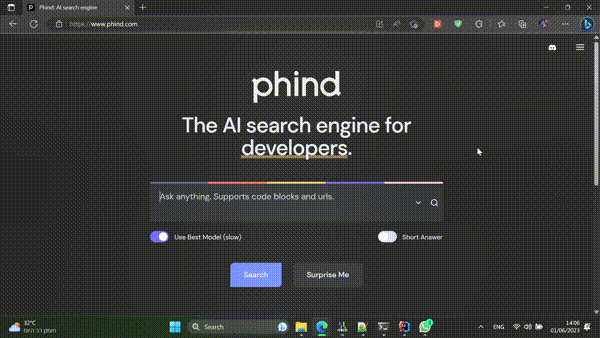 Phind: AI search engine
https://www.phind.com
phind
The AI search engine for
developers.
Ask anything. Supports code blocks and urls.
Use Best Model (slow)
Short Answer
Search
Surprise Me
32°C
Search
ENG
14:06
01/06/2023